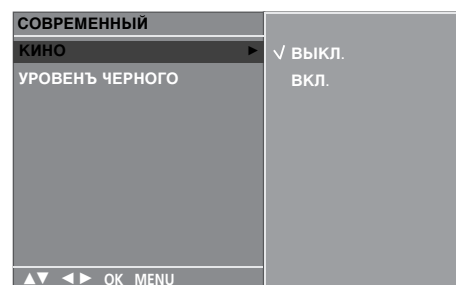 СОВРЕМЕННЫЙ
КИНО ►
УРОВЕНЪ ЧЕРНОГО
√ ВЫКЛ.
ВКЛ.
▲▼ ◄► OK MENU